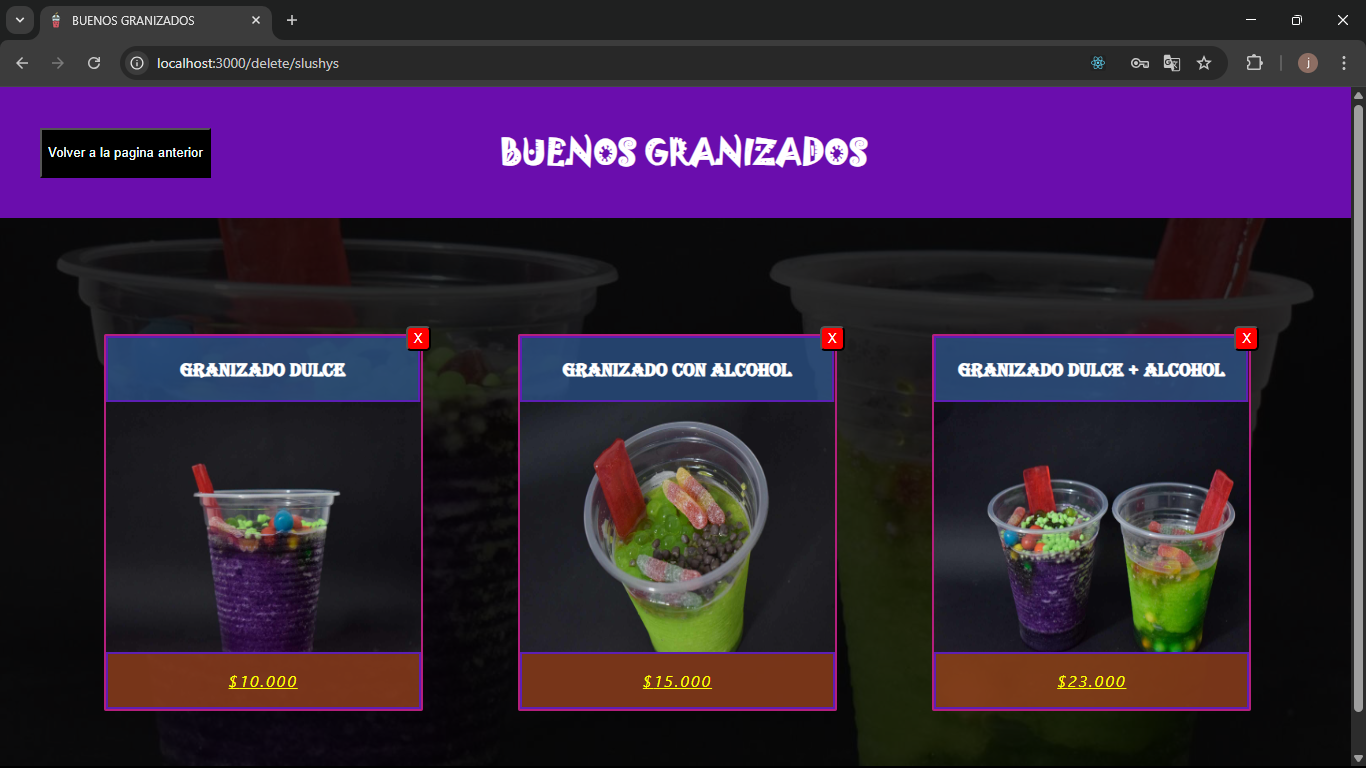 BUENOS GRANIZADOS
localhost:3000/delete/slushys
j
Volver a la pagina anterior
BUENOS GRANIZADOS
X
X
X
GRANIZADO DULCE
GRANIZADO CON ALCOHOL
GRANIZADO DULCE + ALCOHOL
$10.000
$15.000
$23.000